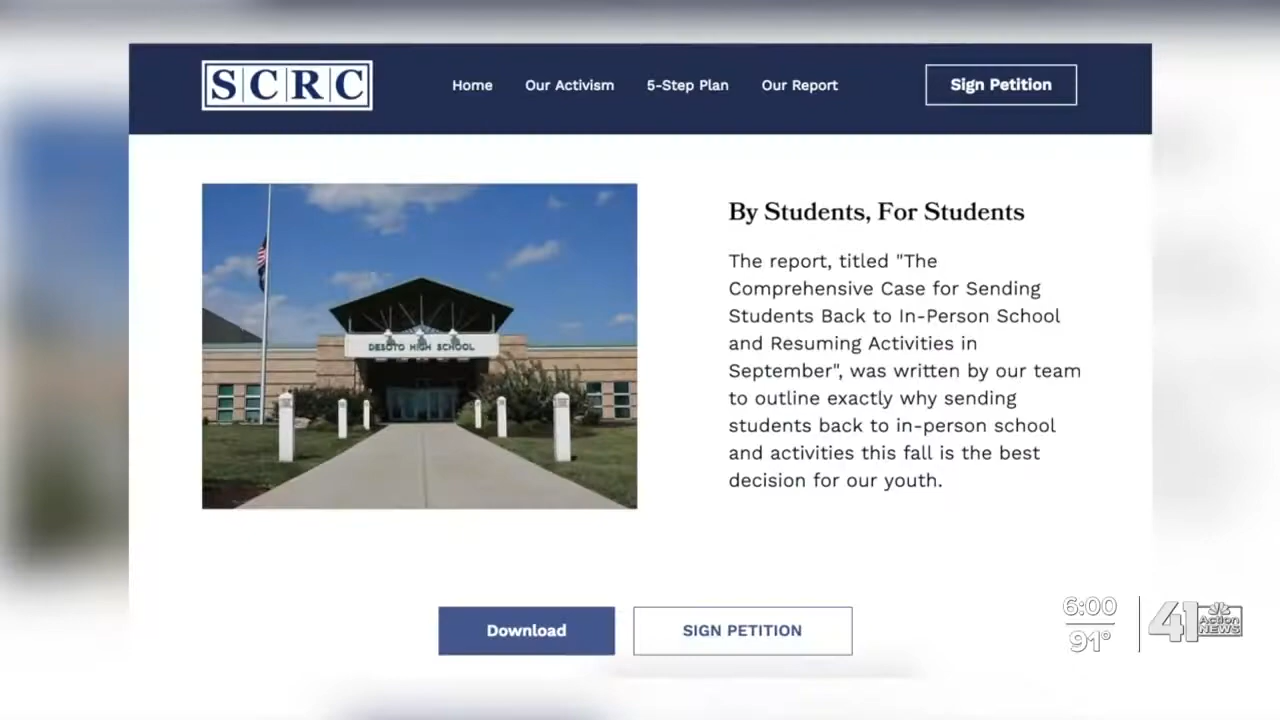 SCRC
Home
Our Activism
5-Step Plan
Our Report
Sign Petition
DESOTO HIGH SCHOOL
By Students, For Students
The report, titled "The
Comprehensive Case for Sending
Students Back to In-Person School
and Resuming Activities in
September", was written by our team
to outline exactly why sending
students back to in-person school
and activities this fall is the best
decision for our youth.
Download
SIGN PETITION
6:00
91°
41 Action
NEWS